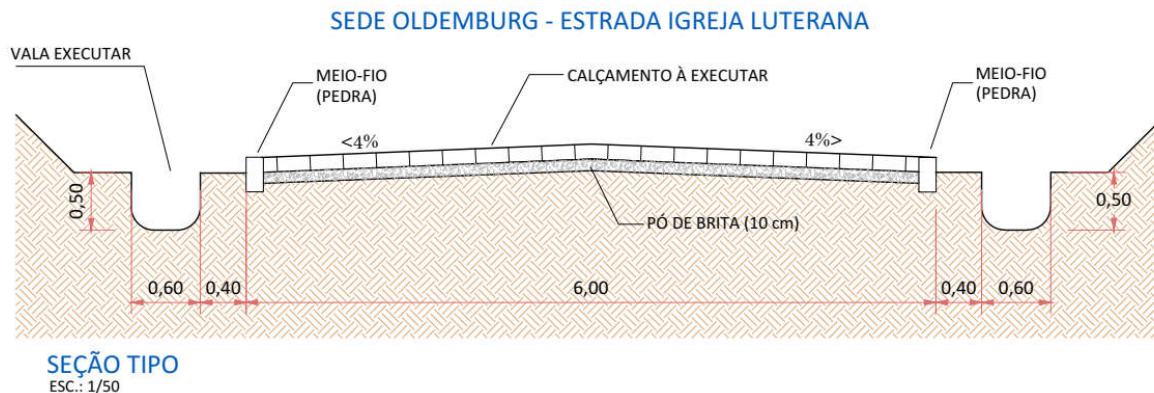 SEDE OLDEMBURG - ESTRADA IGREJA LUTERANA
VALA EXECUTAR
MEIO-FIO
(PEDRA)
CALÇAMENTO À EXECUTAR
MEIO-FIO
(PEDRA)
<4%
4%>
0,50
0,50
PÓ DE BRITA (10 cm)
0,60
0,40
6,00
0,40
0,60
SEÇÃO TIPO
ESC.: 1/50